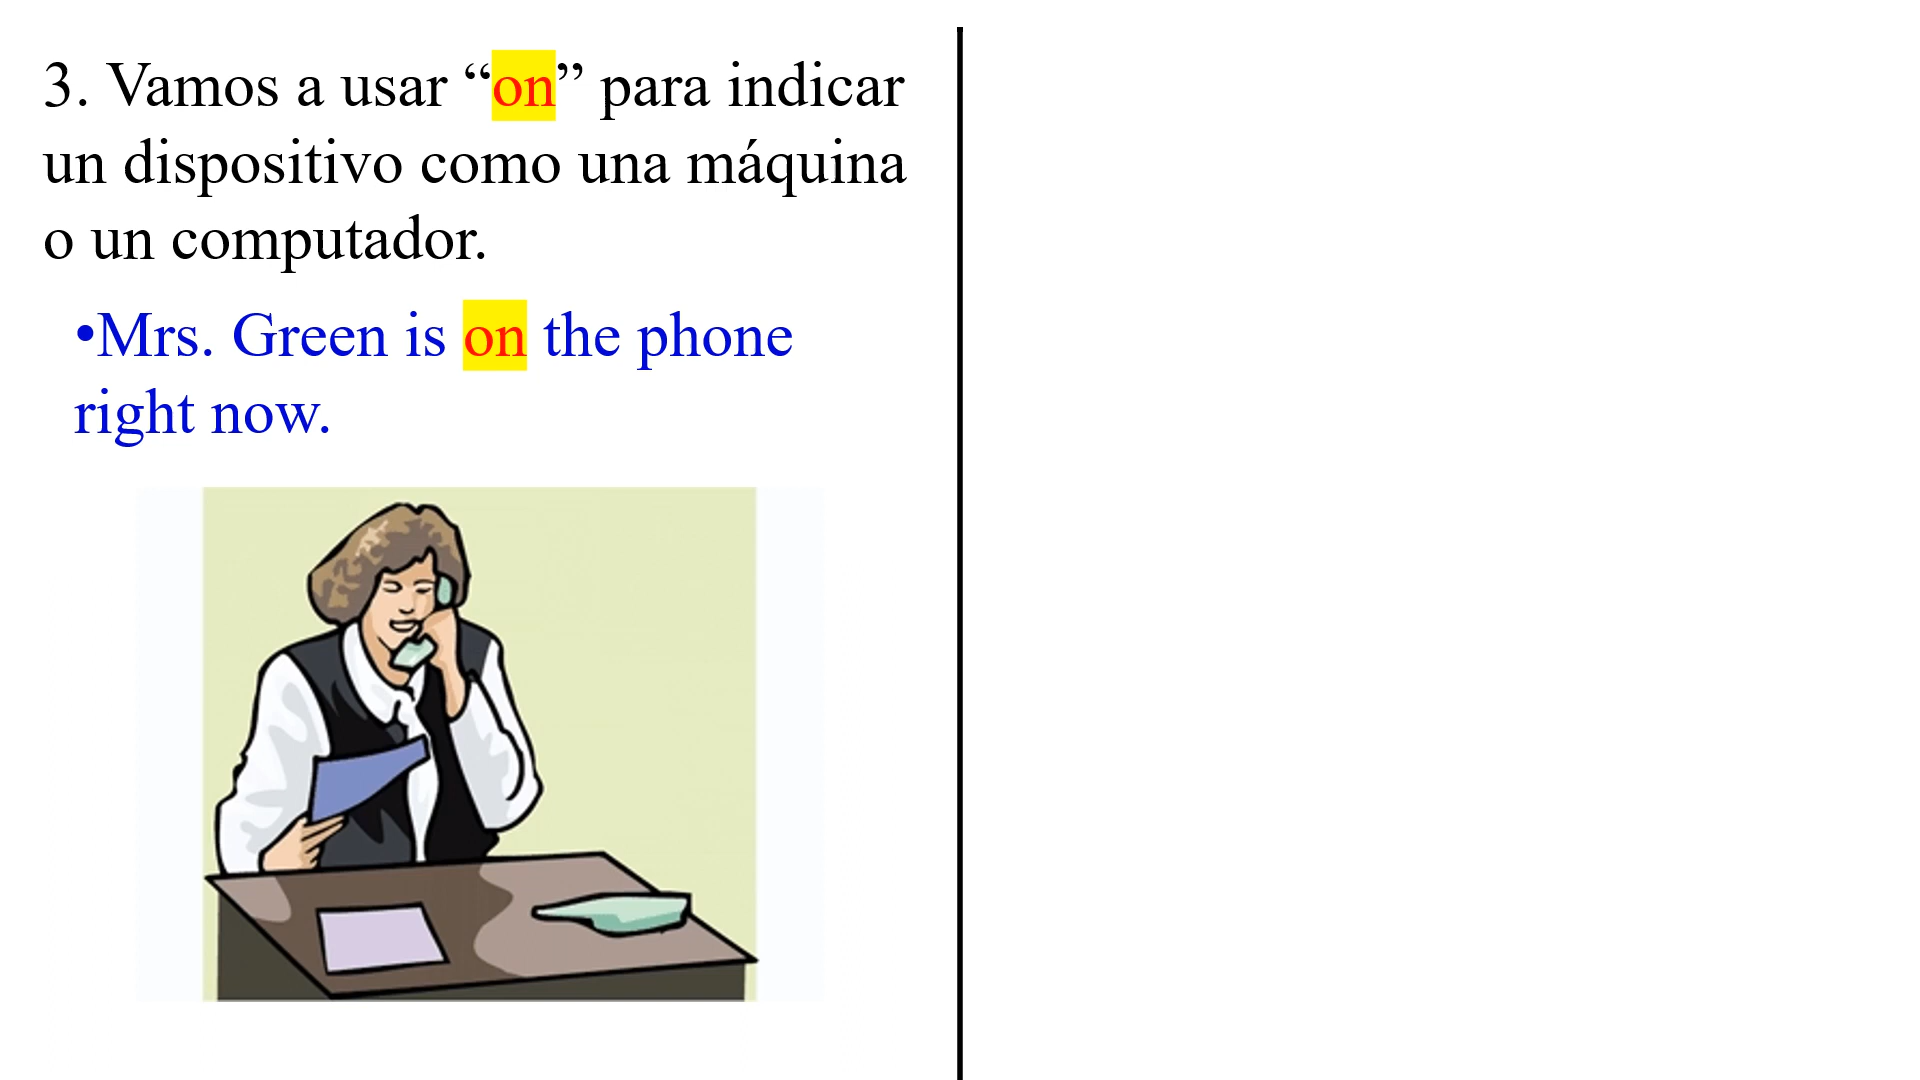 3. Vamos a usar “on” para indicar
un dispositivo como una máquina
o un computador.
•Mrs. Green is on the phone
right now.